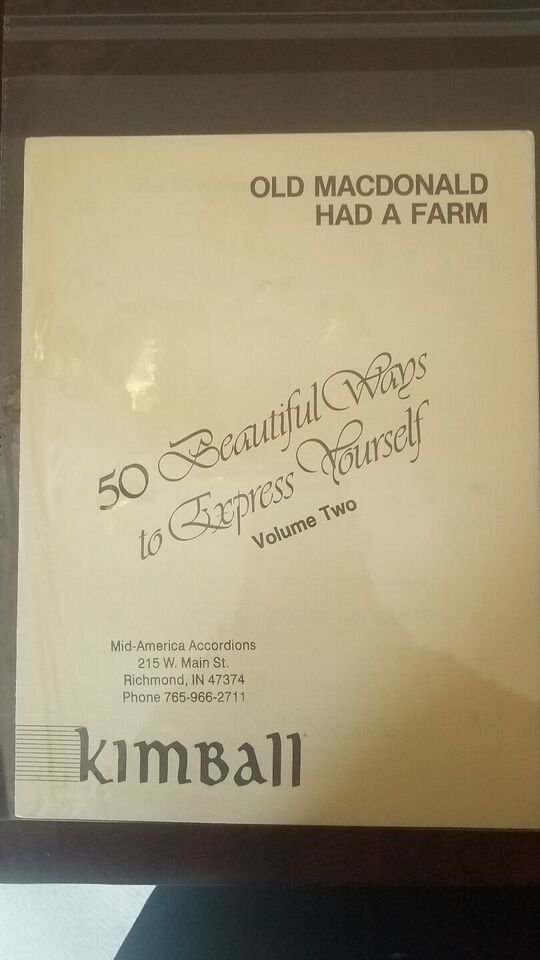 OLD MACDONALD
HAD A FARM
50 Beautiful Ways
to Express Yourself
Volume Two
Mid-America Accordions
215 W. Main St.
Richmond, IN 47374
Phone 765-966-2711
KIMBALL